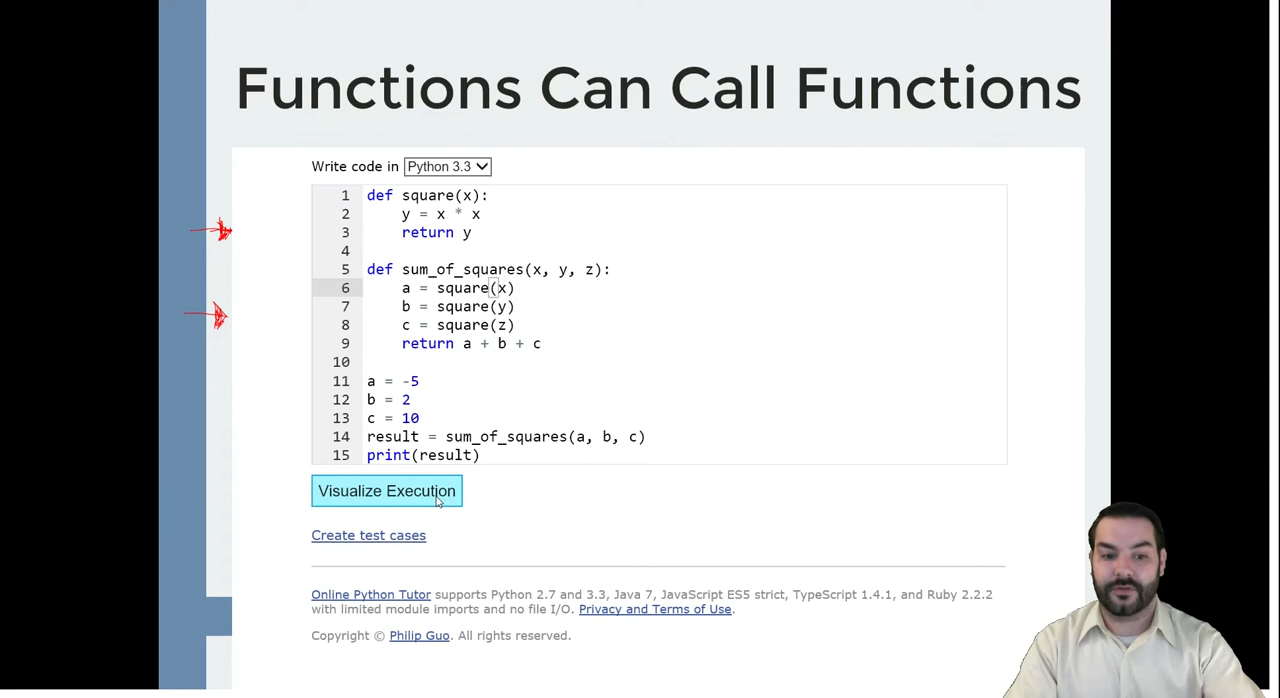 Functions Can Call Functions
Write code in Python 3.3
1 def square(x):
2     y = x * x
3     return y
4
5 def sum_of_squares(x, y, z):
6     a = square(x)
7     b = square(y)
8     c = square(z)
9     return a + b + c
10
11 a = -5
12 b = 2
13 c = 10
14 result = sum_of_squares(a, b, c)
15 print(result)
Visualize Execution
Create test cases
Online Python Tutor supports Python 2.7 and 3.3, Java 7, JavaScript ES5 strict, TypeScript 1.4.1, and Ruby 2.2.2
with limited module imports and no file I/O. Privacy and Terms of Use.
Copyright © Philip Guo. All rights reserved.